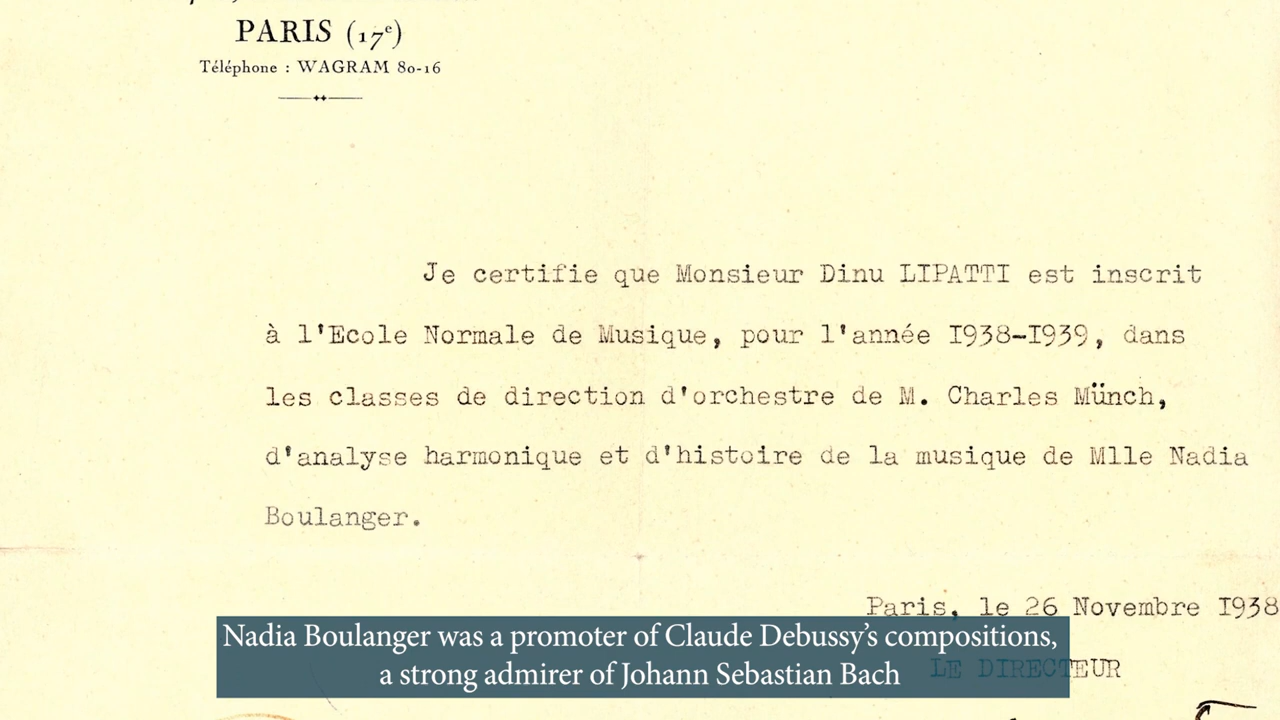 PARIS (17e)
Téléphone : WAGRAM 80-16
Je certifie que Monsieur Dinu LIPATTI est inscrit
à l'Ecole Normale de Musique, pour l'année I938-I939, dans
les classes de direction d'orchestre de M. Charles Münch,
d'analyse harmonique et d'histoire de la musique de Mlle Nadia
Boulanger.
Paris, le 26 Novembre I938
LE DIRECTEUR
Nadia Boulanger was a promoter of Claude Debussy's compositions,
a strong admirer of Johann Sebastian Bach